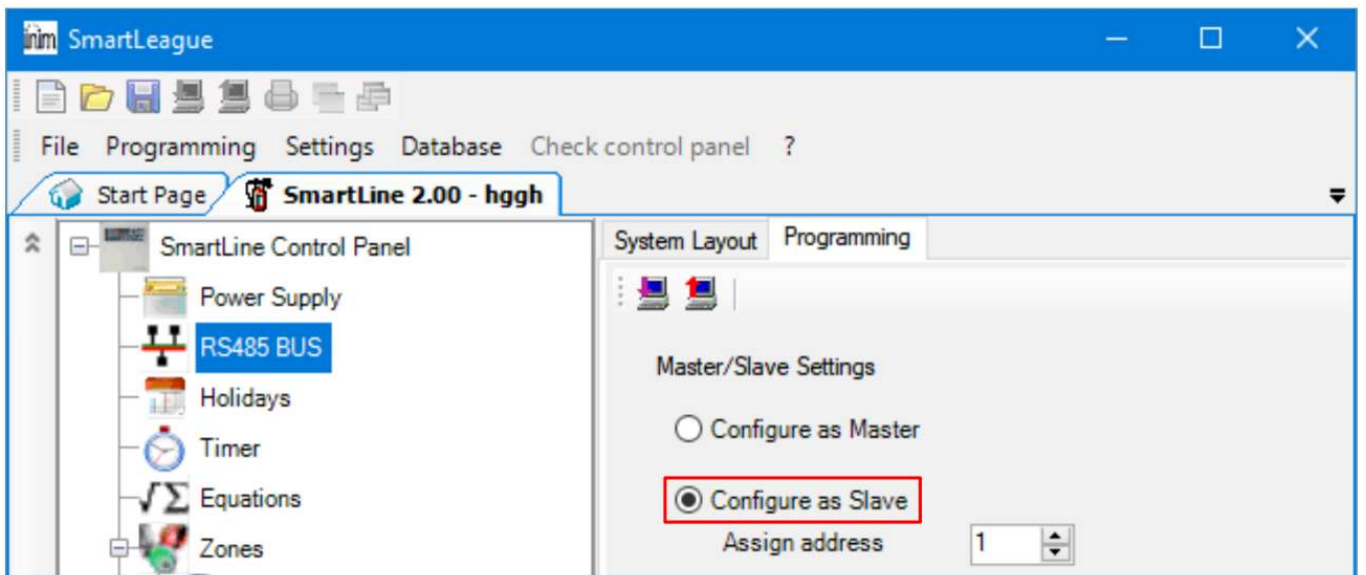 inim SmartLeague
File Programming Settings Database Check control panel ?
Start Page SmartLine 2.00 - hggh
SmartLine Control Panel
Power Supply
RS485 BUS
Holidays
Timer
√Σ Equations
Zones
System Layout Programming
Master/Slave Settings
Configure as Master
Configure as Slave
Assign address 1